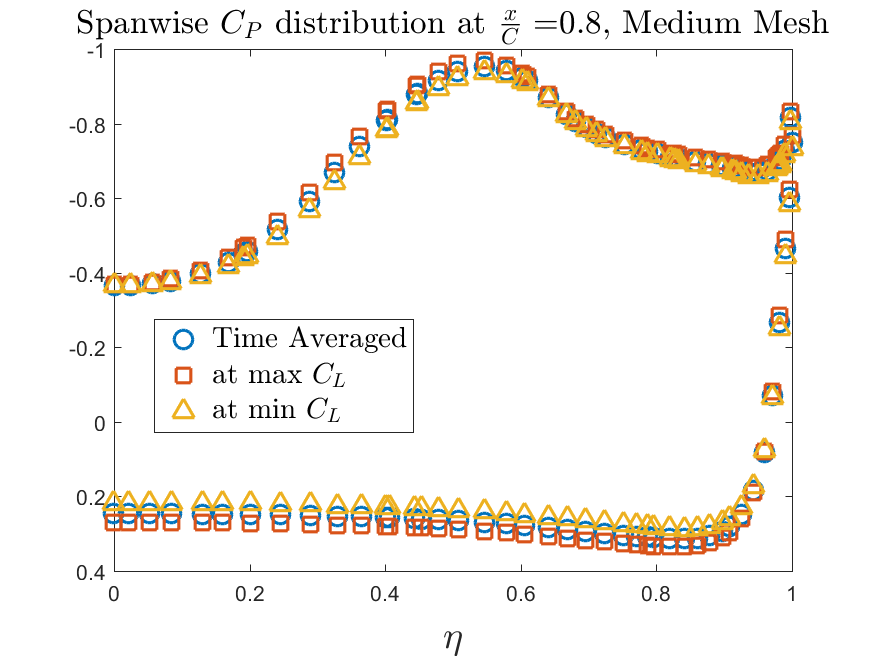 Spanwise C_P distribution at x/C =0.8, Medium Mesh
-1
-0.8
-0.6
-0.4
-0.2
0
0.2
0.4
Time Averaged
at max C_L
at min C_L
0 0.2 0.4 0.6 0.8 1
η